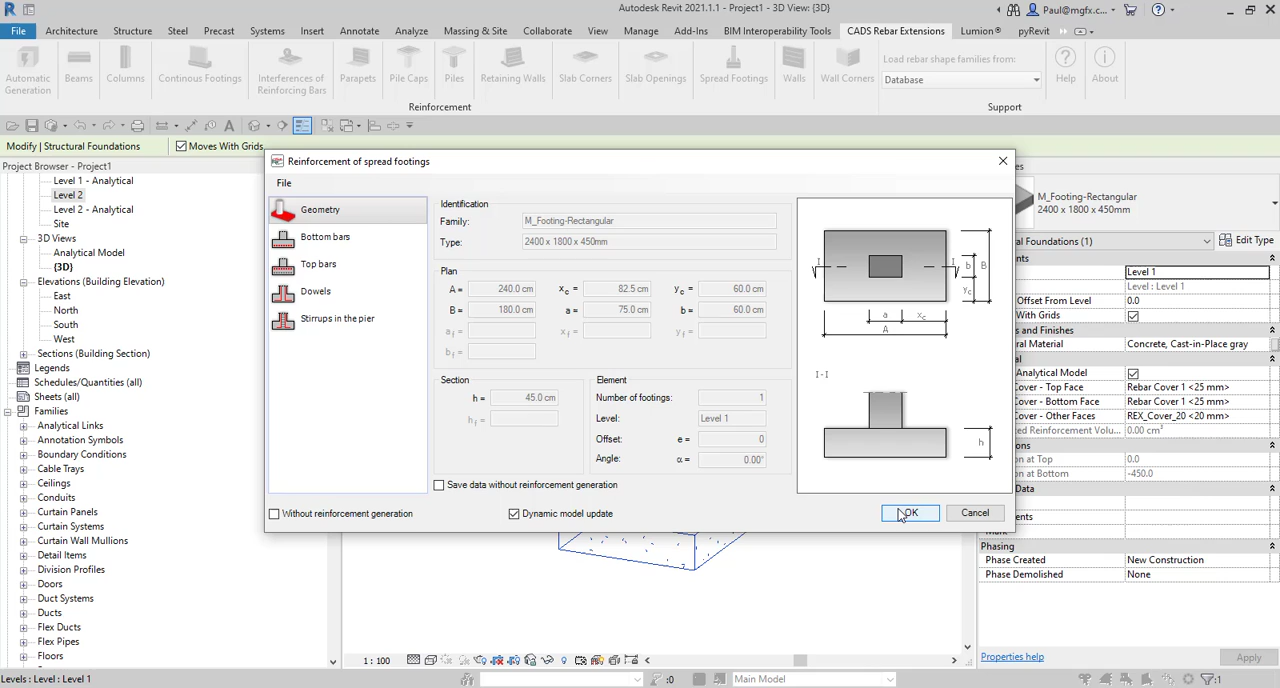 Autodesk Revit 2021.1.1 - Project1 - 3D View: {3D}
Paul@mgfx.c...
File Architecture Structure Steel Precast Systems Insert Annotate Analyze Massing & Site Collaborate View Manage Add-Ins BIM Interoperability Tools CADS Rebar Extensions Lumion® pyRevit
Automatic Generation
Beams
Columns
Continous Footings
Interferences of Reinforcing Bars
Parapets
Pile Caps
Piles
Retaining Walls
Slab Corners
Slab Openings
Spread Footings
Walls
Wall Corners
Load rebar shape families from:
Database
Help
About
Reinforcement
Support
Modify | Structural Foundations
Moves With Grids
Project Browser - Project1
Level 1 - Analytical
Level 2
Level 2 - Analytical
Site
3D Views
Analytical Model
{3D}
Elevations (Building Elevation)
East
North
South
West
Sections (Building Section)
Legends
Schedules/Quantities (all)
Sheets (all)
Families
Analytical Links
Annotation Symbols
Boundary Conditions
Cable Trays
Ceilings
Conduits
Curtain Panels
Curtain Systems
Curtain Wall Mullions
Detail Items
Division Profiles
Doors
Duct Systems
Ducts
Flex Ducts
Flex Pipes
Floors
Reinforcement of spread footings
File
Geometry
Bottom bars
Top bars
Dowels
Stirrups in the pier
Identification
Family: M_Footing-Rectangular
Type: 2400 x 1800 x 450mm
Plan
A = 240.0 cm xc = 82.5 cm yc = 60.0 cm
B = 180.0 cm a = 75.0 cm b = 60.0 cm
af = xf = yf =
bf =
Section
h = 45.0 cm
hf =
Element
Number of footings: 1
Level: Level 1
Offset: e = 0
Angle: α = 0.00°
Save data without reinforcement generation
Without reinforcement generation
Dynamic model update
I I b B
yc
a xc
A
I - I
h
OK
Cancel
es
M_Footing-Rectangular
2400 x 1800 x 450mm
al Foundations (1)
Edit Type
nts
Level 1
Level : Level 1
Offset From Level 0.0
With Grids
s and Finishes
ral Material Concrete, Cast-in-Place gray
al
Analytical Model
Cover - Top Face Rebar Cover 1 <25 mm>
Cover - Bottom Face Rebar Cover 1 <25 mm>
Cover - Other Faces REX_Cover_20 <20 mm>
ed Reinforcement Volu... 0.00 cm³
ions
on at Top 0.0
on at Bottom -450.0
Data
ents
Mark
Phasing
Phase Created New Construction
Phase Demolished None
Properties help
Apply
1 : 100
Levels : Level : Level 1
:0
Main Model
:1